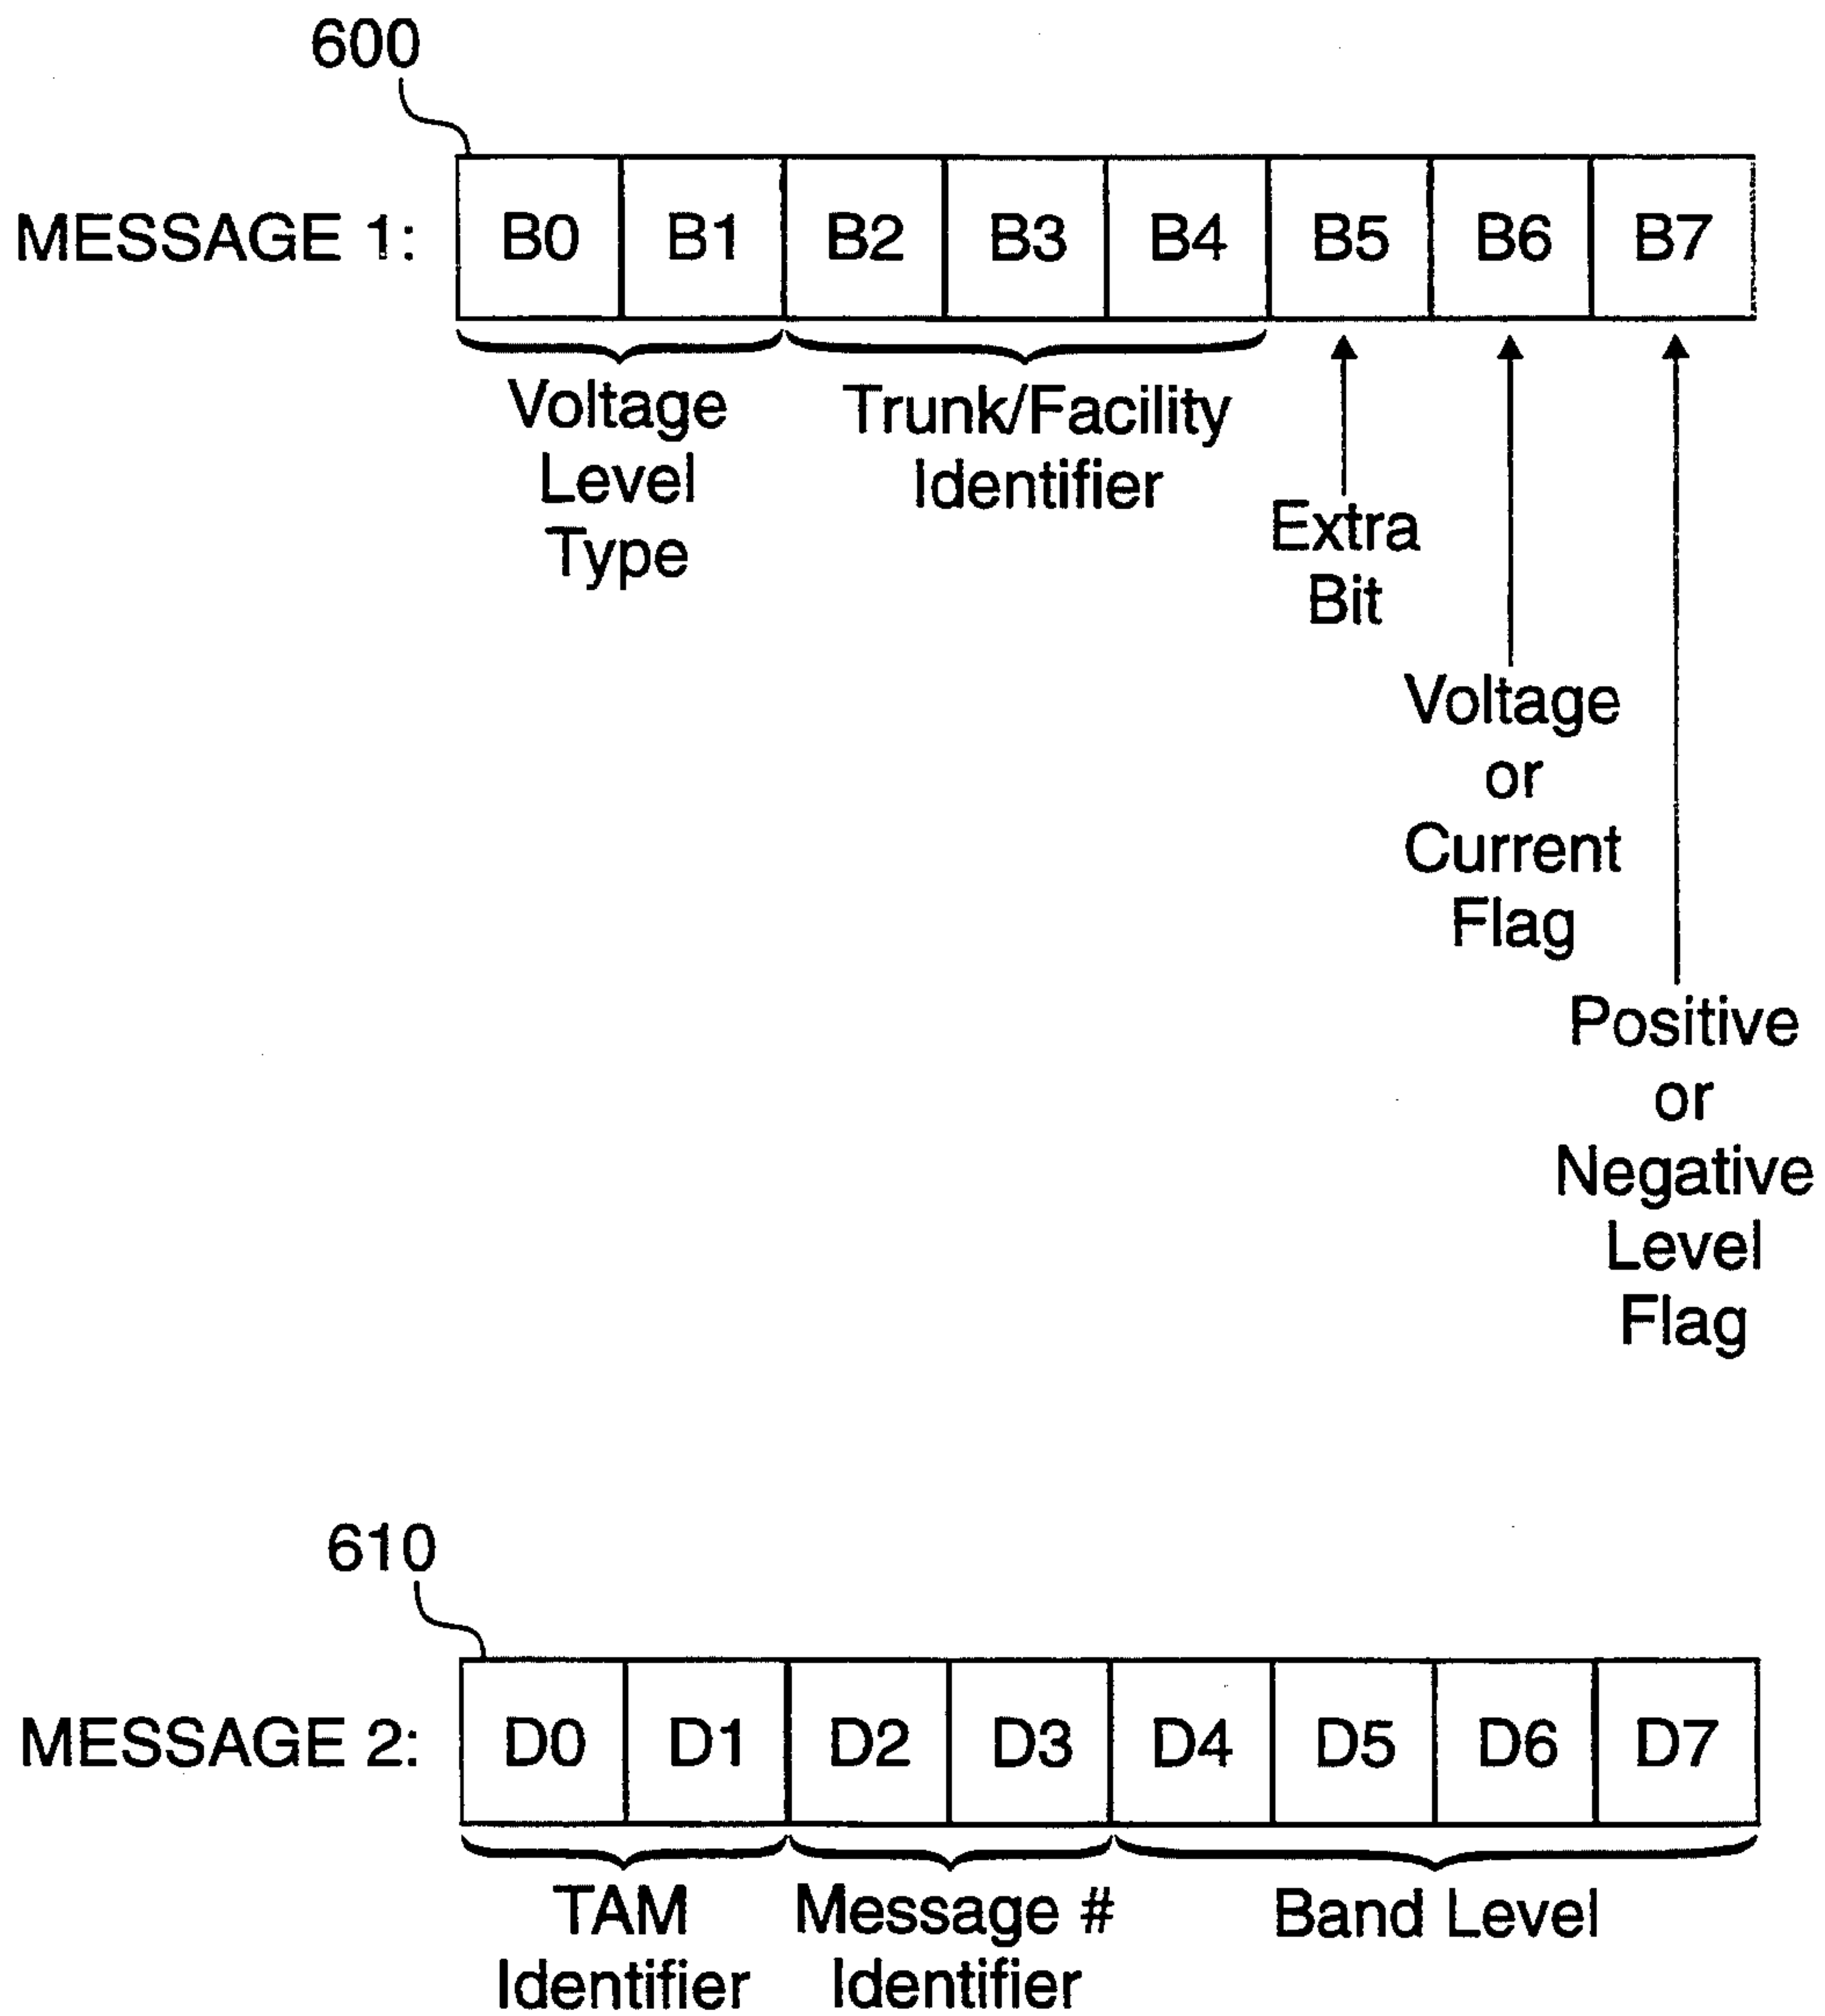 600
MESSAGE 1: B0 B1 B2 B3 B4 B5 B6 B7
Voltage
Level
Type
Trunk/Facility
Identifier
Extra
Bit
Voltage
or
Current
Flag
Positive
or
Negative
Level
Flag
610
MESSAGE 2: D0 D1 D2 D3 D4 D5 D6 D7
TAM
Identifier
Message #
Identifier
Band Level